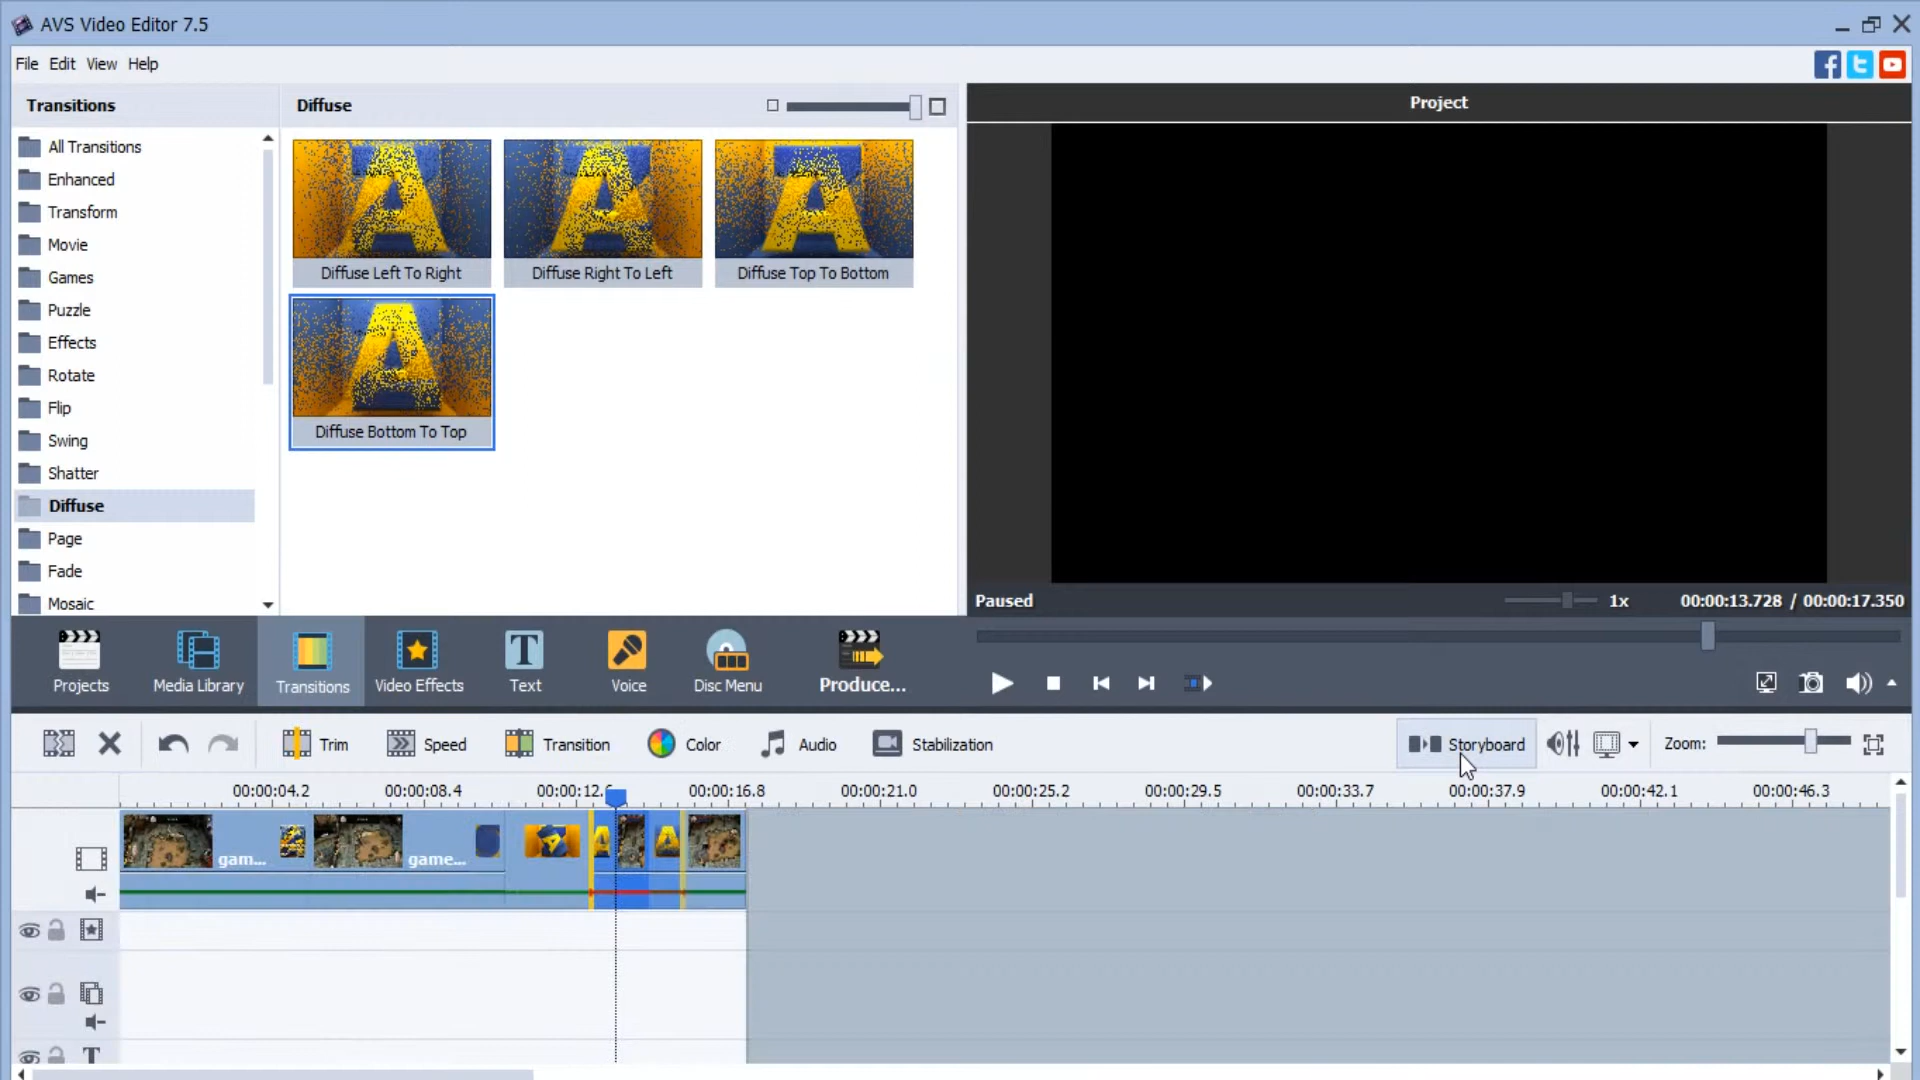 AVS Video Editor 7.5
File Edit View Help
Transitions
Diffuse
Project
All Transitions
Enhanced
Transform
Movie
Games
Puzzle
Effects
Rotate
Flip
Swing
Shatter
Diffuse
Page
Fade
Mosaic
Diffuse Left To Right
Diffuse Right To Left
Diffuse Top To Bottom
Diffuse Bottom To Top
Paused
1x
00:00:13.728 / 00:00:17.350
Projects
Media Library
Transitions
Video Effects
Text
Voice
Disc Menu
Produce...
Trim
Speed
Transition
Color
Audio
Stabilization
Storyboard
Zoom:
00:00:04.2 00:00:08.4 00:00:12.6 00:00:16.8 00:00:21.0 00:00:25.2 00:00:29.5 00:00:33.7 00:00:37.9 00:00:42.1 00:00:46.3
gam...
game...